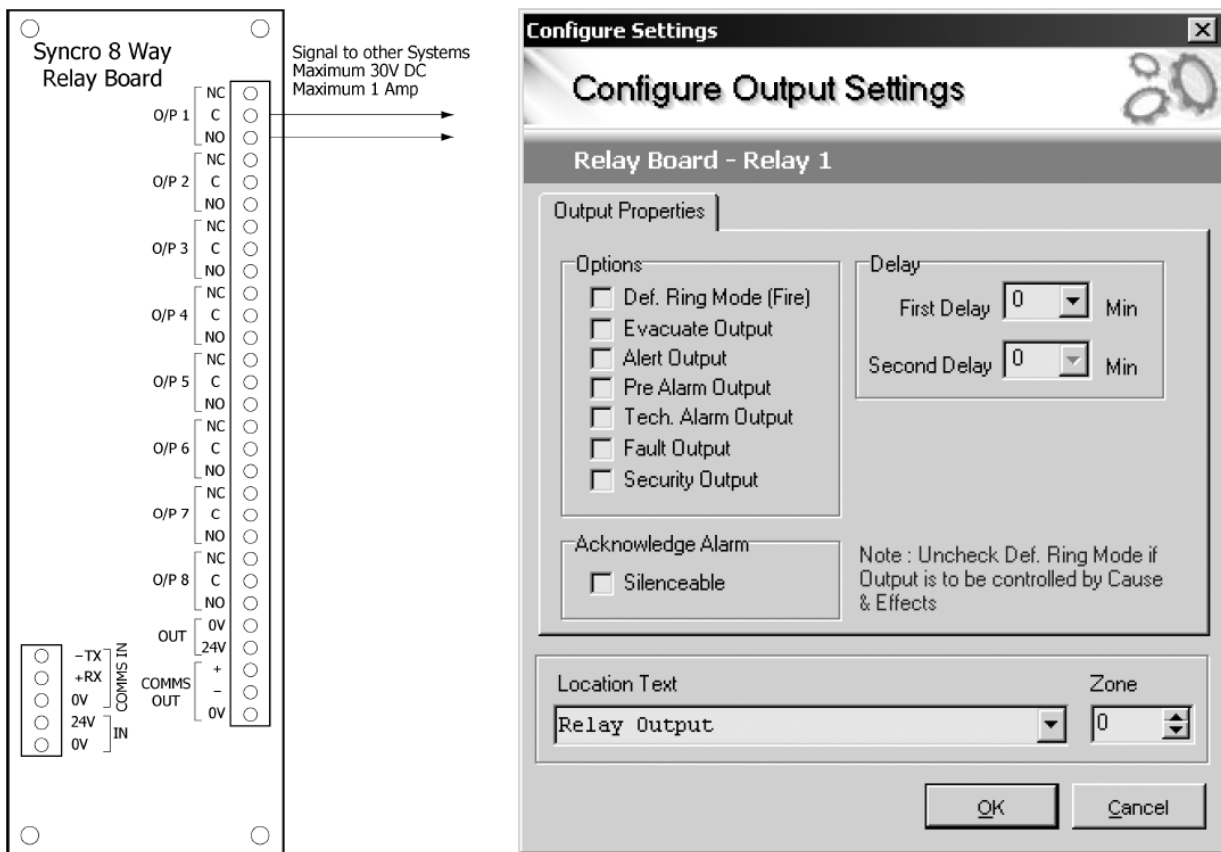 Syncro 8 Way
Relay Board
Signal to other Systems
Maximum 30V DC
Maximum 1 Amp
NC
O/P 1 C
NO
NC
O/P 2 C
NO
NC
O/P 3 C
NO
NC
O/P 4 C
NO
NC
O/P 5 C
NO
NC
O/P 6 C
NO
NC
O/P 7 C
NO
NC
O/P 8 C
NO
OUT 0V
24V
COMMS OUT +
–
0V
–TX
+RX
0V
COMMS IN
24V
0V
IN
Configure Settings
Configure Output Settings
Relay Board - Relay 1
Output Properties
Options
Def. Ring Mode (Fire)
Evacuate Output
Alert Output
Pre Alarm Output
Tech. Alarm Output
Fault Output
Security Output
Delay
First Delay 0 Min
Second Delay 0 Min
Acknowledge Alarm
Silenceable
Note : Uncheck Def. Ring Mode if
Output is to be controlled by Cause
& Effects
Location Text
Relay Output
Zone
0
OK
Cancel